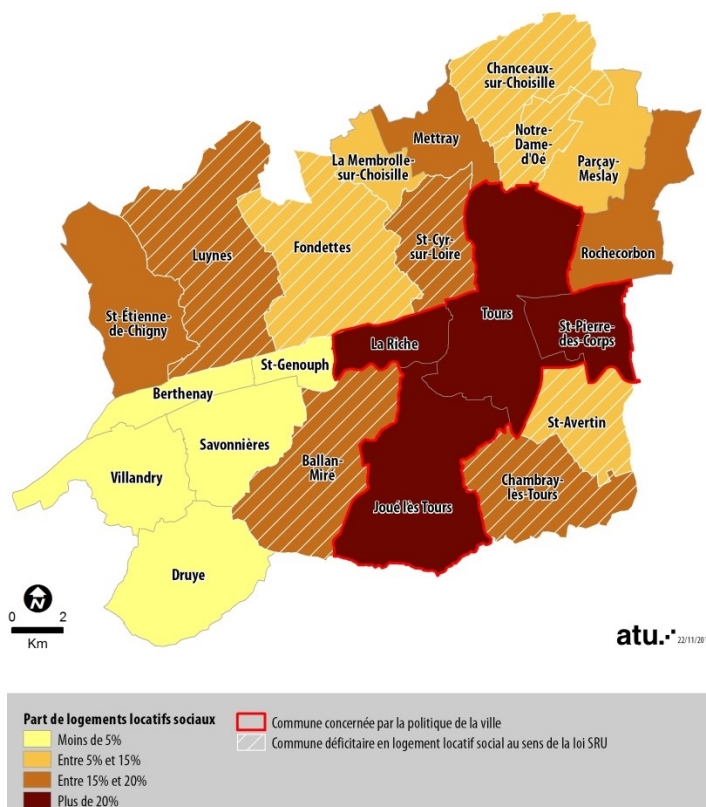 Chanceaux-
sur-Choisille
Mettray
Notre-
Dame-
d'Oé
La Membrolle-
sur-Choisille
Parçay-
Meslay
Luynes
Fondettes
St-Cyr-
sur-Loire
Rochecorbon
St-Étienne-
de-Chigny
Tours
St-Pierre-
des-Corps
La Riche
St-Genouph
Berthenay
St-Avertin
Savonnières
Ballan-
Miré
Villandry
Chambray-
lès-Tours
Joué lès Tours
Druye
N
0 2
Km
atu.
Part de logements locatifs sociaux
Moins de 5%
Entre 5% et 15%
Entre 15% et 20%
Plus de 20%
Commune concernée par la politique de la ville
Commune déficitaire en logement locatif social au sens de la loi SRU